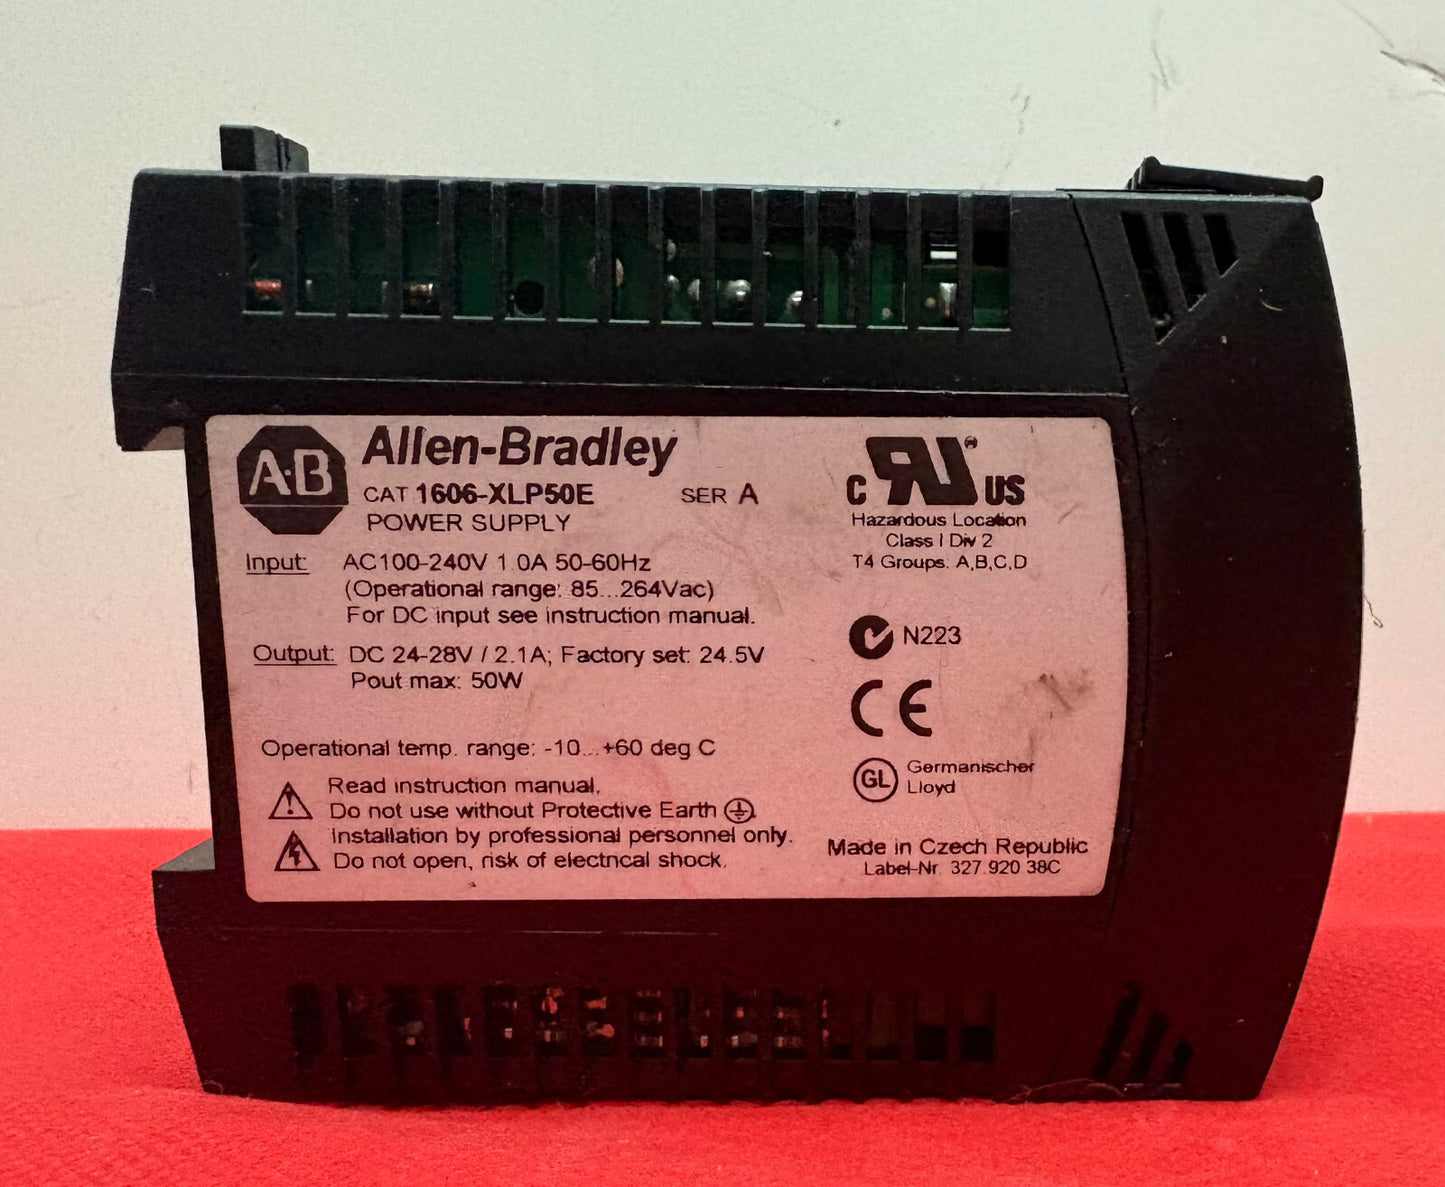 A·B Allen-Bradley
CAT 1606-XLP50E SER A
POWER SUPPLY
Input: AC100-240V 1.0A 50-60Hz
(Operational range: 85...264Vac)
For DC input see instruction manual.
Output: DC 24-28V / 2.1A; Factory set: 24.5V
Pout max: 50W
Operational temp. range: -10...+60 deg C
Read instruction manual.
Do not use without Protective Earth
Installation by professional personnel only.
Do not open, risk of electrical shock.
C RU US
®
Hazardous Location
Class I Div 2
T4 Groups: A,B,C,D
N223
CE
GL Germanischer
Lloyd
Made in Czech Republic
Label-Nr. 327.920.38C